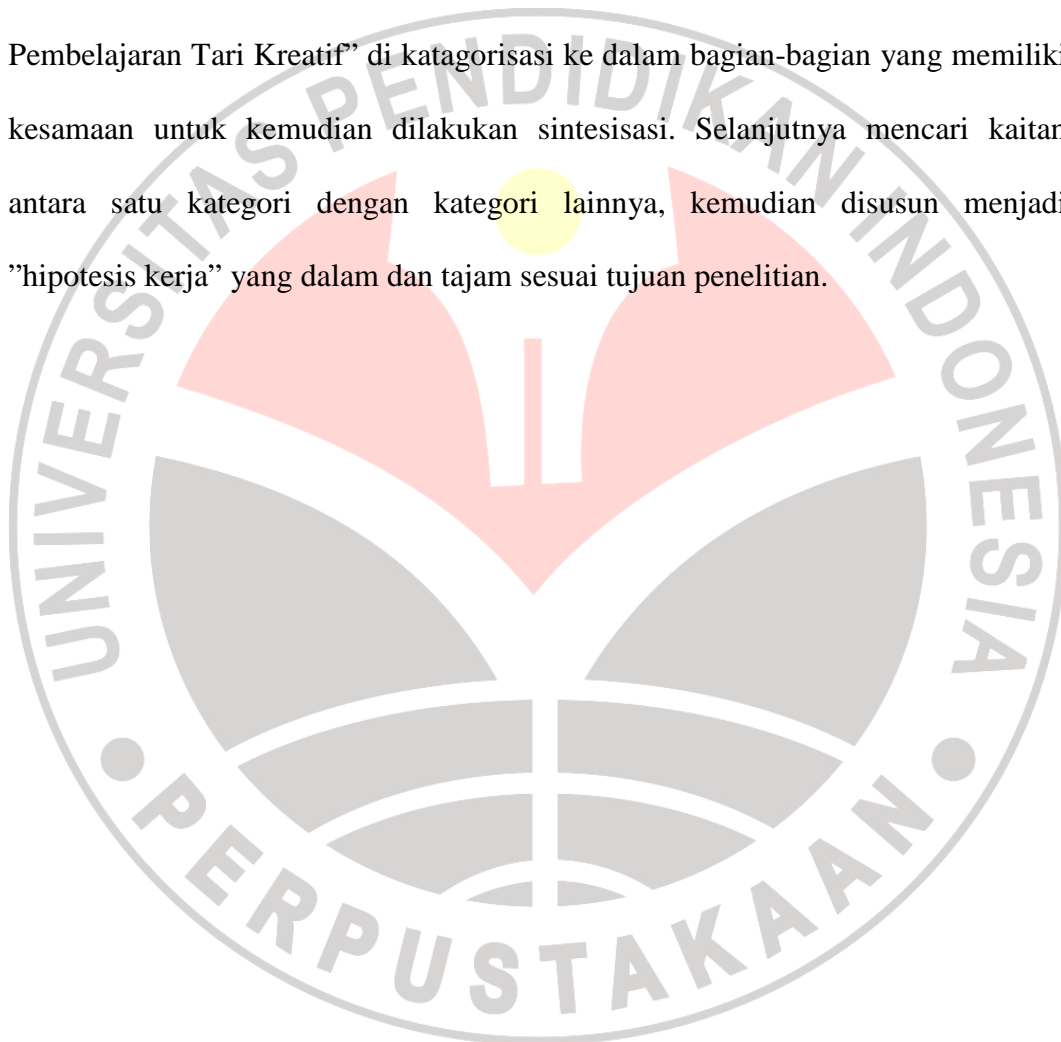 Pembelajaran Tari Kreatif” di katagorisasi ke dalam bagian-bagian yang memiliki
kesamaan untuk kemudian dilakukan sintesisasi. Selanjutnya mencari kaitan
antara satu kategori dengan kategori lainnya, kemudian disusun menjadi
”hipotesis kerja” yang dalam dan tajam sesuai tujuan penelitian.
UNIVERSITAS PENDIDIKAN INDONESIA
PERPUSTAKAAN